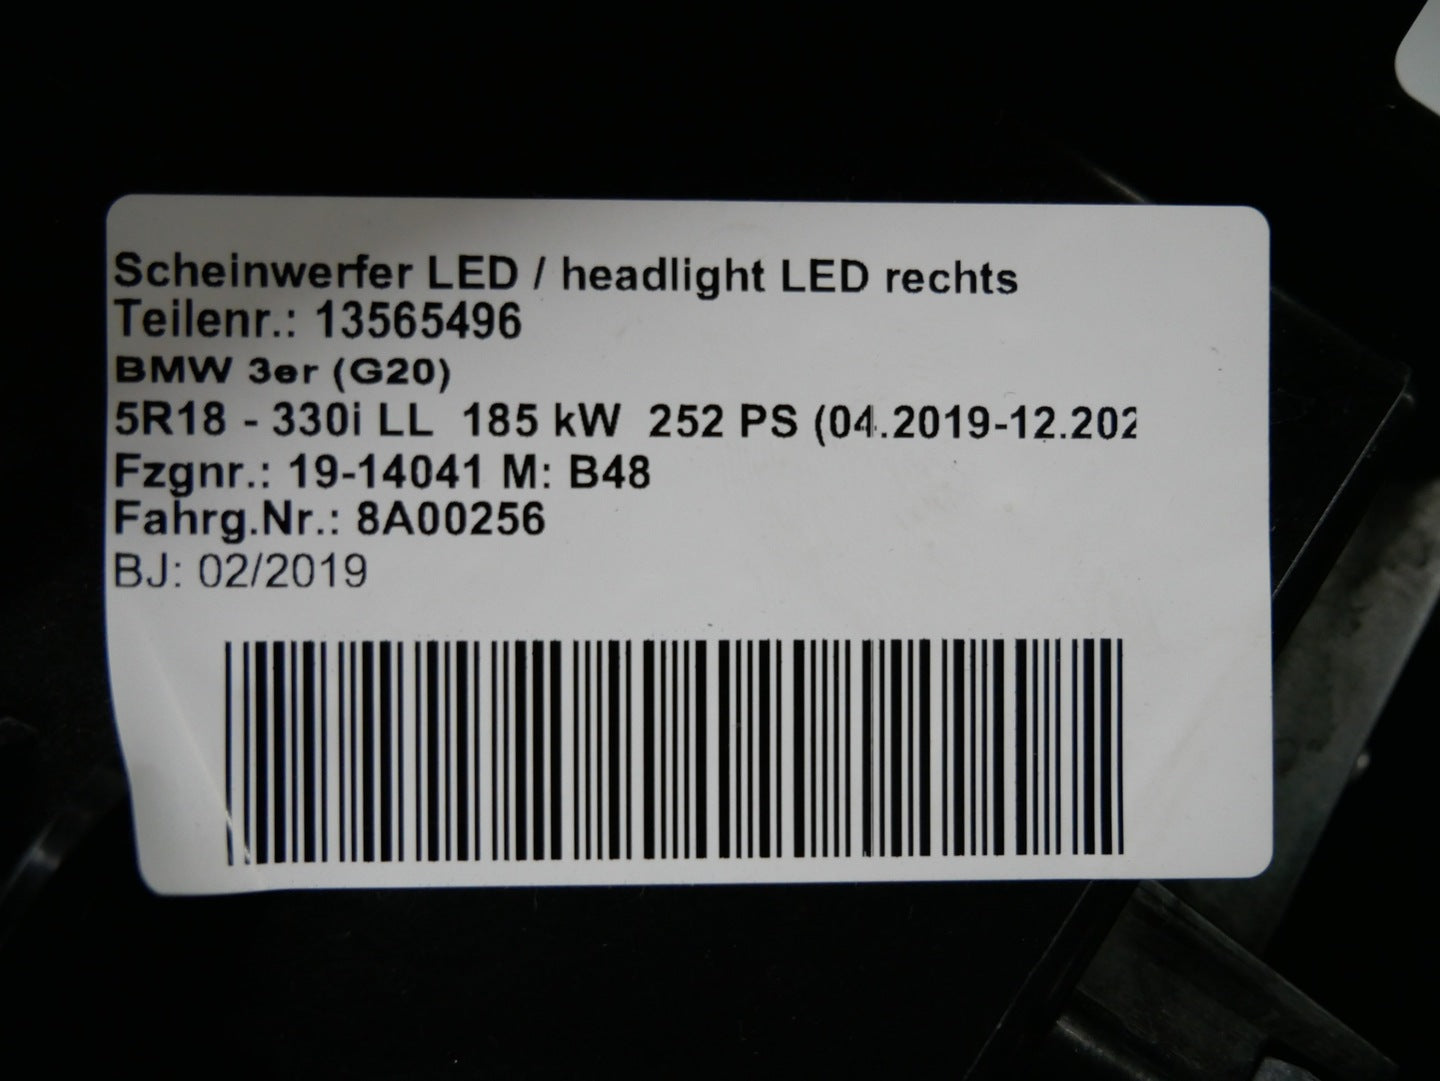 Scheinwerfer LED / headlight LED rechts
Teilenr.: 13565496
BMW 3er (G20)
5R18 - 330i LL 185 kW 252 PS (04.2019-12.202
Fzgnr.: 19-14041 M: B48
Fahrg.Nr.: 8A00256
BJ: 02/2019